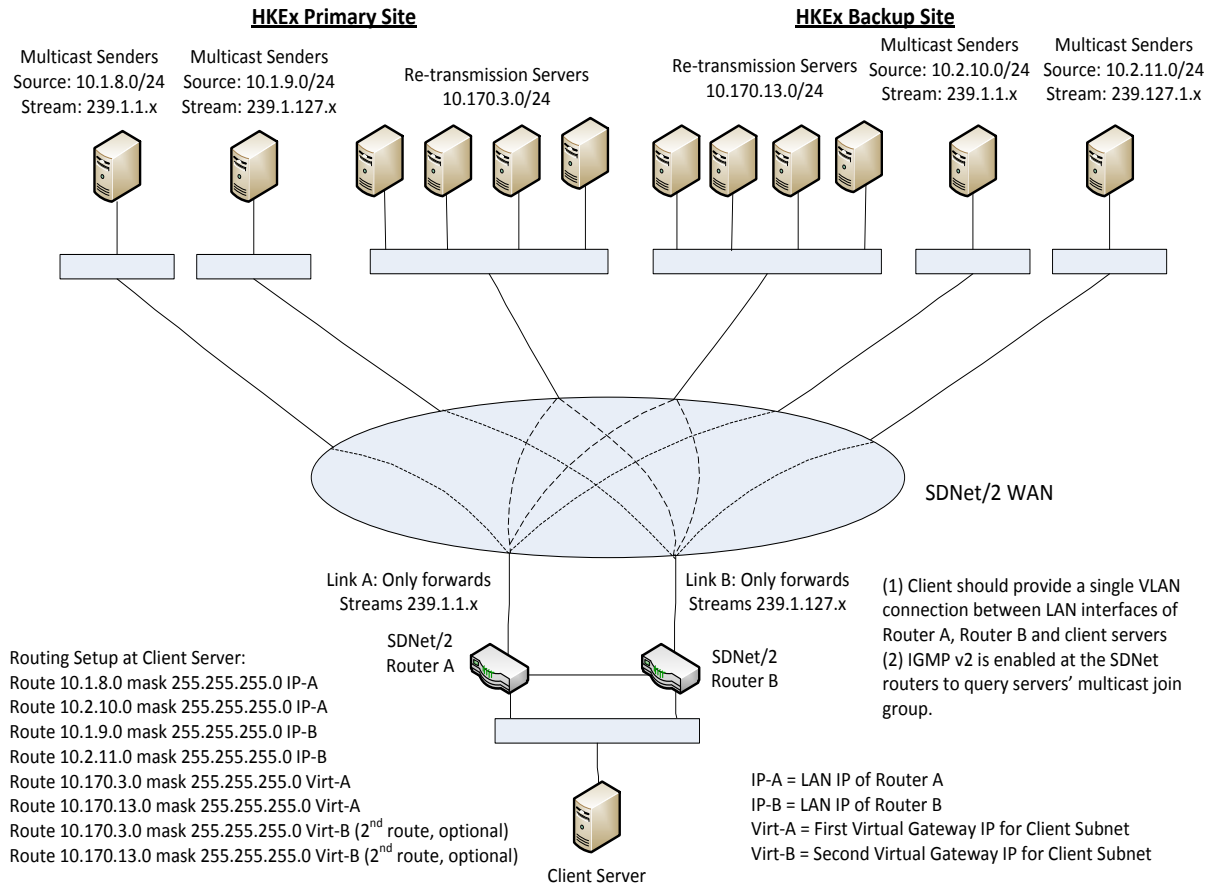 HKEx Primary Site
HKEx Backup Site
Multicast Senders
Source: 10.1.8.0/24
Stream: 239.1.1.x
Multicast Senders
Source: 10.1.9.0/24
Stream: 239.1.127.x
Re-transmission Servers
10.170.3.0/24
Re-transmission Servers
10.170.13.0/24
Multicast Senders
Source: 10.2.10.0/24
Stream: 239.1.1.x
Multicast Senders
Source: 10.2.11.0/24
Stream: 239.127.1.x
SDNet/2 WAN
Link A: Only forwards
Streams 239.1.1.x
Link B: Only forwards
Streams 239.1.127.x
SDNet/2
Router A
SDNet/2
Router B
(1) Client should provide a single VLAN
connection between LAN interfaces of
Router A, Router B and client servers
(2) IGMP v2 is enabled at the SDNet
routers to query servers’ multicast join
group.
Routing Setup at Client Server:
Route 10.1.8.0 mask 255.255.255.0 IP-A
Route 10.2.10.0 mask 255.255.255.0 IP-A
Route 10.1.9.0 mask 255.255.255.0 IP-B
Route 10.2.11.0 mask 255.255.255.0 IP-B
Route 10.170.3.0 mask 255.255.255.0 Virt-A
Route 10.170.13.0 mask 255.255.255.0 Virt-A
Route 10.170.3.0 mask 255.255.255.0 Virt-B (2nd route, optional)
Route 10.170.13.0 mask 255.255.255.0 Virt-B (2nd route, optional)
IP-A = LAN IP of Router A
IP-B = LAN IP of Router B
Virt-A = First Virtual Gateway IP for Client Subnet
Virt-B = Second Virtual Gateway IP for Client Subnet
Client Server